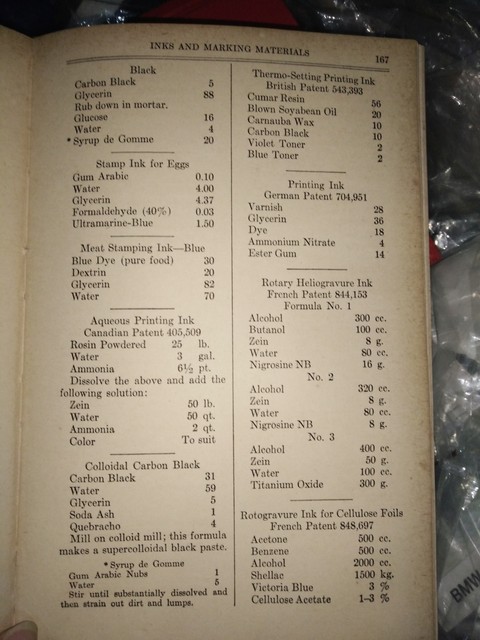 INKS AND MARKING MATERIALS 167
Black
Carbon Black 5
Glycerin 88
Rub down in mortar.
Glucose 16
Water 4
*Syrup de Gomme 20
Stamp Ink for Eggs
Gum Arabic 0.10
Water 4.00
Glycerin 4.37
Formaldehyde (40%) 0.03
Ultramarine-Blue 1.50
Meat Stamping Ink—Blue
Blue Dye (pure food) 30
Dextrin 20
Glycerin 82
Water 70
Aqueous Printing Ink
Canadian Patent 405,509
Rosin Powdered 25 lb.
Water 3 gal.
Ammonia 6½ pt.
Dissolve the above and add the
following solution:
Zein 50 lb.
Water 50 qt.
Ammonia 2 qt.
Color To suit
Colloidal Carbon Black
Carbon Black 31
Water 59
Glycerin 5
Soda Ash 1
Quebracho 4
Mill on colloid mill; this formula
makes a supercolloidal black paste.
*Syrup de Gomme
Gum Arabic Nubs 1
Water 5
Stir until substantially dissolved and
then strain out dirt and lumps.
Thermo-Setting Printing Ink
British Patent 543,393
Cumar Resin 56
Blown Soyabean Oil 20
Carnauba Wax 10
Carbon Black 10
Violet Toner 2
Blue Toner 2
Printing Ink
German Patent 704,951
Varnish 28
Glycerin 36
Dye 18
Ammonium Nitrate 4
Ester Gum 14
Rotary Heliogravure Ink
French Patent 844,153
Formula No. 1
Alcohol 300 cc.
Butanol 100 cc.
Zein 8 g.
Water 80 cc.
Nigrosine NB 16 g.
No. 2
Alcohol 320 cc.
Zein 8 g.
Water 80 cc.
Nigrosine NB 8 g.
No. 3
Alcohol 400 cc.
Zein 50 g.
Water 100 cc.
Titanium Oxide 300 g.
Rotogravure Ink for Cellulose Foils
French Patent 848,697
Acetone 500 cc.
Benzene 500 cc.
Alcohol 2000 cc.
Shellac 1500 kg.
Victoria Blue 3 %
Cellulose Acetate 1–3 %
BMW